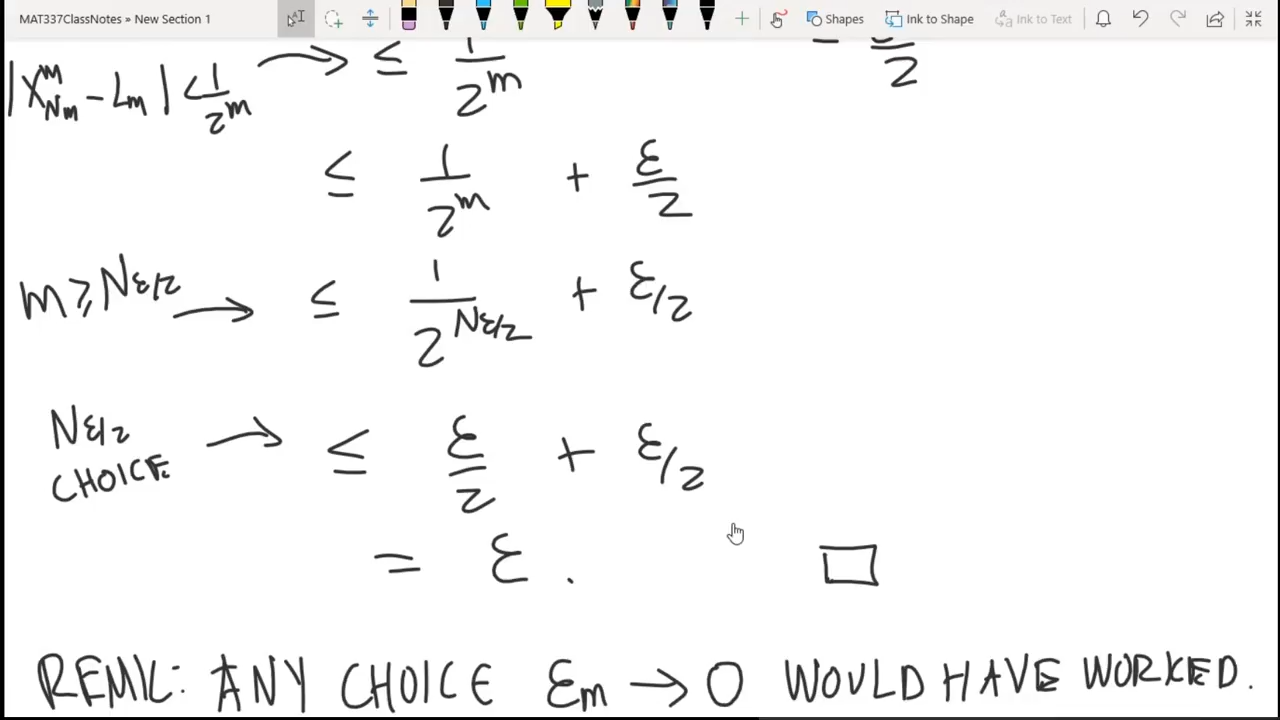 MAT337ClassNotes » New Section 1
Shapes Ink to Shape Ink to Text
|X^m_{N_m} - L_m| < 1/2^m → ≤ 1/2^m = ε/2
≤ 1/2^m + ε/2
m ≥ N_{ε/2} → ≤ 1/2^{N_{ε/2}} + ε/2
N_{ε/2} CHOICE → ≤ ε/2 + ε/2
= ε. □
REMK: ANY CHOICE ε_m → 0 WOULD HAVE WORKED.